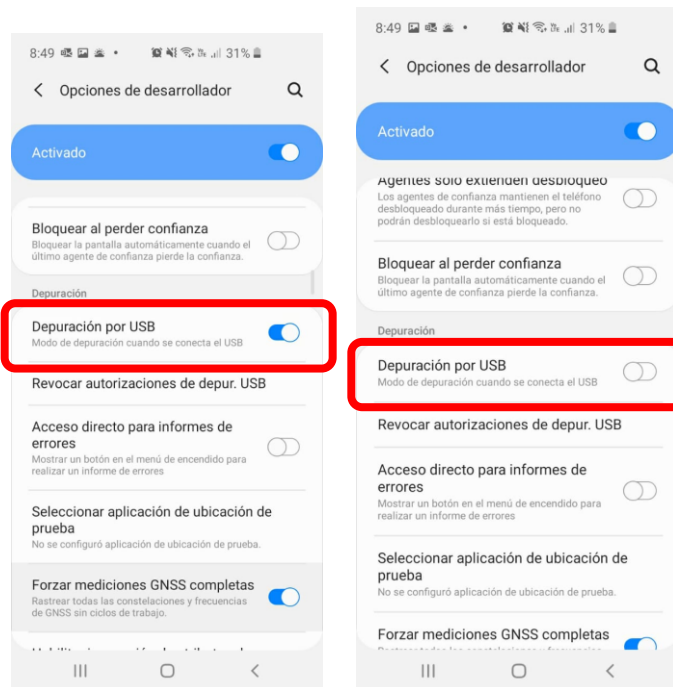 8:49
31%
Opciones de desarrollador
Activado
Bloquear al perder confianza
Bloquear la pantalla automáticamente cuando el
último agente de confianza pierde la confianza.
Depuración
Depuración por USB
Modo de depuración cuando se conecta el USB
Revocar autorizaciones de depur. USB
Acceso directo para informes de
errores
Mostrar un botón en el menú de encendido para
realizar un informe de errores
Seleccionar aplicación de ubicación de
prueba
No se configuró aplicación de ubicación de prueba.
Forzar mediciones GNSS completas
Rastrear todas las constelaciones y frecuencias
de GNSS sin ciclos de trabajo.
8:49
31%
Opciones de desarrollador
Activado
Agentes solo extienden desbloqueo
Los agentes de confianza mantienen el teléfono
desbloqueado durante más tiempo, pero no
podrán desbloquearlo si está bloqueado.
Bloquear al perder confianza
Bloquear la pantalla automáticamente cuando el
último agente de confianza pierde la confianza.
Depuración
Depuración por USB
Modo de depuración cuando se conecta el USB
Revocar autorizaciones de depur. USB
Acceso directo para informes de
errores
Mostrar un botón en el menú de encendido para
realizar un informe de errores
Seleccionar aplicación de ubicación de
prueba
No se configuró aplicación de ubicación de prueba.
Forzar mediciones GNSS completas